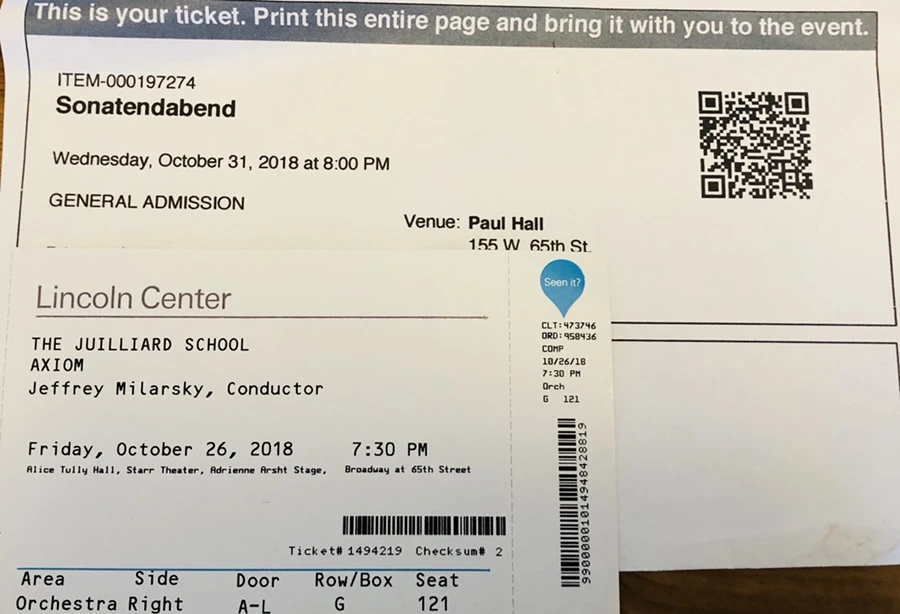 This is your ticket. Print this entire page and bring it with you to the event.
ITEM-000197274
Sonatendabend
Wednesday, October 31, 2018 at 8:00 PM
GENERAL ADMISSION
Venue: Paul Hall
155 W. 65th St.
Lincoln Center
THE JUILLIARD SCHOOL
AXIOM
Jeffrey Milarsky, Conductor
Friday, October 26, 2018 7:30 PM
Alice Tully Hall, Starr Theater, Adrienne Arsht Stage, Broadway at 65th Street
Ticket# 1494219 Checksum# 2
Area Side Door Row/Box Seat
Orchestra Right A-L G 121
Seen it?
CLT:473746
ORD:958436
COMP
10/26/18
7:30 PM
Orch
G 121
99000000101494848428819